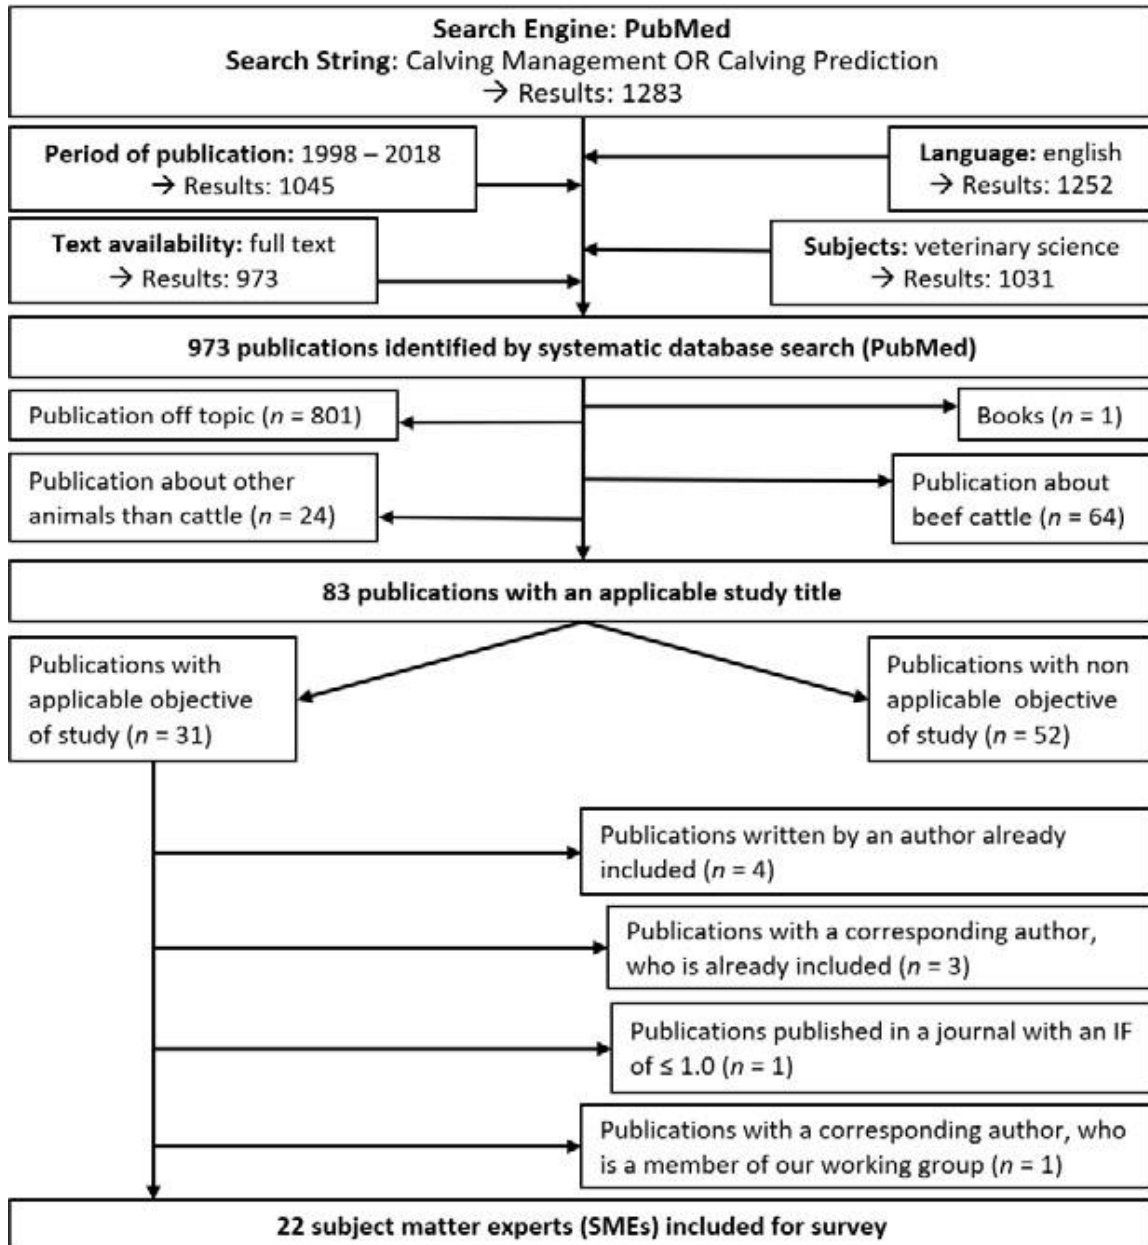 Search Engine: PubMed
Search String: Calving Management OR Calving Prediction
→ Results: 1283
Language: english
→ Results: 1252
Period of publication: 1998 – 2018
→ Results: 1045
Subjects: veterinary science
→ Results: 1031
Text availability: full text
→ Results: 973
973 publications identified by systematic database search (PubMed)
Publication off topic (n = 801)
Books (n = 1)
Publication about other
animals than cattle (n = 24)
Publication about
beef cattle (n = 64)
83 publications with an applicable study title
Publications with
applicable objective
of study (n = 31)
Publications with non
applicable objective
of study (n = 52)
Publications written by an author already
included (n = 4)
Publications with a corresponding author,
who is already included (n = 3)
Publications published in a journal with an IF
of ≤ 1.0 (n = 1)
Publications with a corresponding author, who
is a member of our working group (n = 1)
22 subject matter experts (SMEs) included for survey